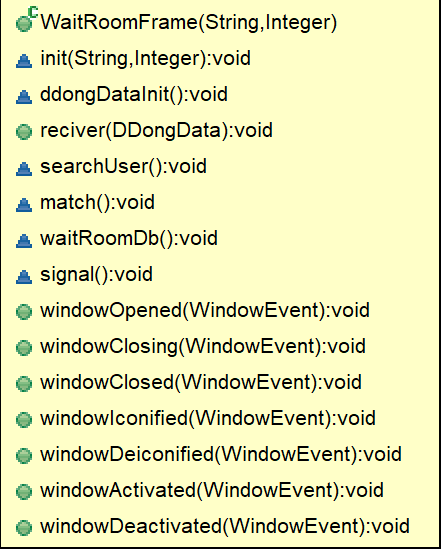 WaitRoomFrame(String,Integer)
init(String,Integer):void
ddongDataInit():void
reciver(DDongData):void
searchUser():void
match():void
waitRoomDb():void
signal():void
windowOpened(WindowEvent):void
windowClosing(WindowEvent):void
windowClosed(WindowEvent):void
windowIconified(WindowEvent):void
windowDeiconified(WindowEvent):void
windowActivated(WindowEvent):void
windowDeactivated(WindowEvent):void